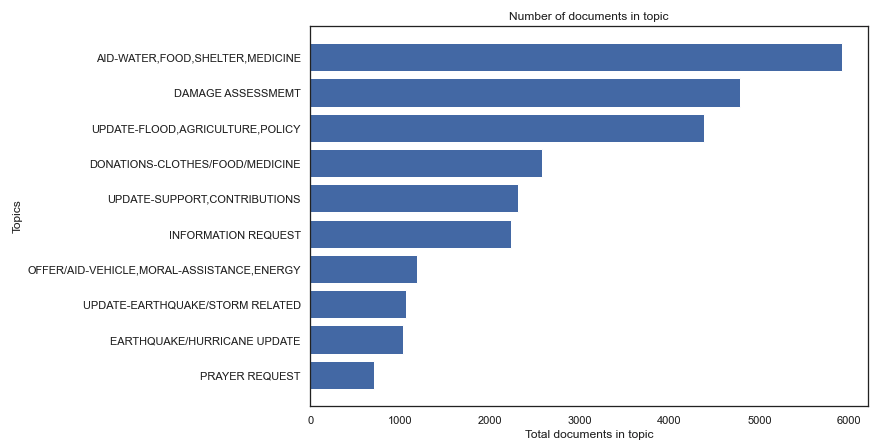 Number of documents in topic
AID-WATER,FOOD,SHELTER,MEDICINE
DAMAGE ASSESSMEMT
UPDATE-FLOOD,AGRICULTURE,POLICY
DONATIONS-CLOTHES/FOOD/MEDICINE
UPDATE-SUPPORT,CONTRIBUTIONS
INFORMATION REQUEST
OFFER/AID-VEHICLE,MORAL-ASSISTANCE,ENERGY
UPDATE-EARTHQUAKE/STORM RELATED
EARTHQUAKE/HURRICANE UPDATE
PRAYER REQUEST
Topics
0 1000 2000 3000 4000 5000 6000
Total documents in topic